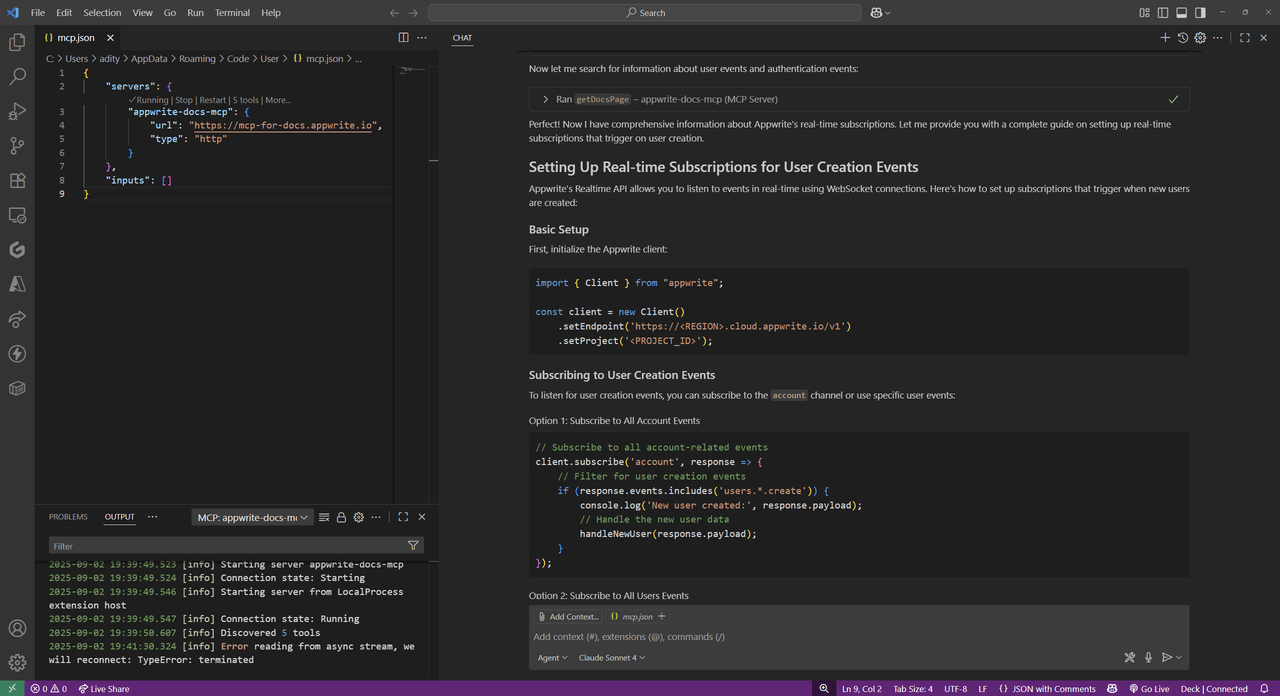 File Edit Selection View Go Run Terminal Help
Search
{} mcp.json
C: > Users > adity > AppData > Roaming > Code > User > {} mcp.json > ...
1 {
2 "servers": {
✓Running | Stop | Restart | 5 tools | More...
3 "appwrite-docs-mcp": {
4 "url": "https://mcp-for-docs.appwrite.io",
5 "type": "http"
6 }
7 },
8 "inputs": []
9 }
PROBLEMS OUTPUT ... MCP: appwrite-docs-m
Filter
2025-09-02 19:39:49.523 [info] Starting server appwrite-docs-mcp
2025-09-02 19:39:49.524 [info] Connection state: Starting
2025-09-02 19:39:49.546 [info] Starting server from LocalProcess
extension host
2025-09-02 19:39:49.547 [info] Connection state: Running
2025-09-02 19:39:50.607 [info] Discovered 5 tools
2025-09-02 19:41:30.324 [info] Error reading from async stream, we
will reconnect: TypeError: terminated
CHAT
Now let me search for information about user events and authentication events:
> Ran getDocsPage – appwrite-docs-mcp (MCP Server)
Perfect! Now I have comprehensive information about Appwrite's real-time subscriptions. Let me provide you with a complete guide on setting up real-time
subscriptions that trigger on user creation.
Setting Up Real-time Subscriptions for User Creation Events
Appwrite's Realtime API allows you to listen to events in real-time using WebSocket connections. Here's how to set up subscriptions that trigger when new users
are created:
Basic Setup
First, initialize the Appwrite client:
import { Client } from "appwrite";
const client = new Client()
.setEndpoint('https://<REGION>.cloud.appwrite.io/v1')
.setProject('<PROJECT_ID>');
Subscribing to User Creation Events
To listen for user creation events, you can subscribe to the account channel or use specific user events:
Option 1: Subscribe to All Account Events
// Subscribe to all account-related events
client.subscribe('account', response => {
// Filter for user creation events
if (response.events.includes('users.*.create')) {
console.log('New user created:', response.payload);
// Handle the new user data
handleNewUser(response.payload);
}
});
Option 2: Subscribe to All Users Events
Add Context... {} mcp.json +
Add context (#), extensions (@), commands (/)
Agent Claude Sonnet 4
0 0 Live Share Ln 9, Col 2 Tab Size: 4 UTF-8 LF {} JSON with Comments Go Live Deck | Connected